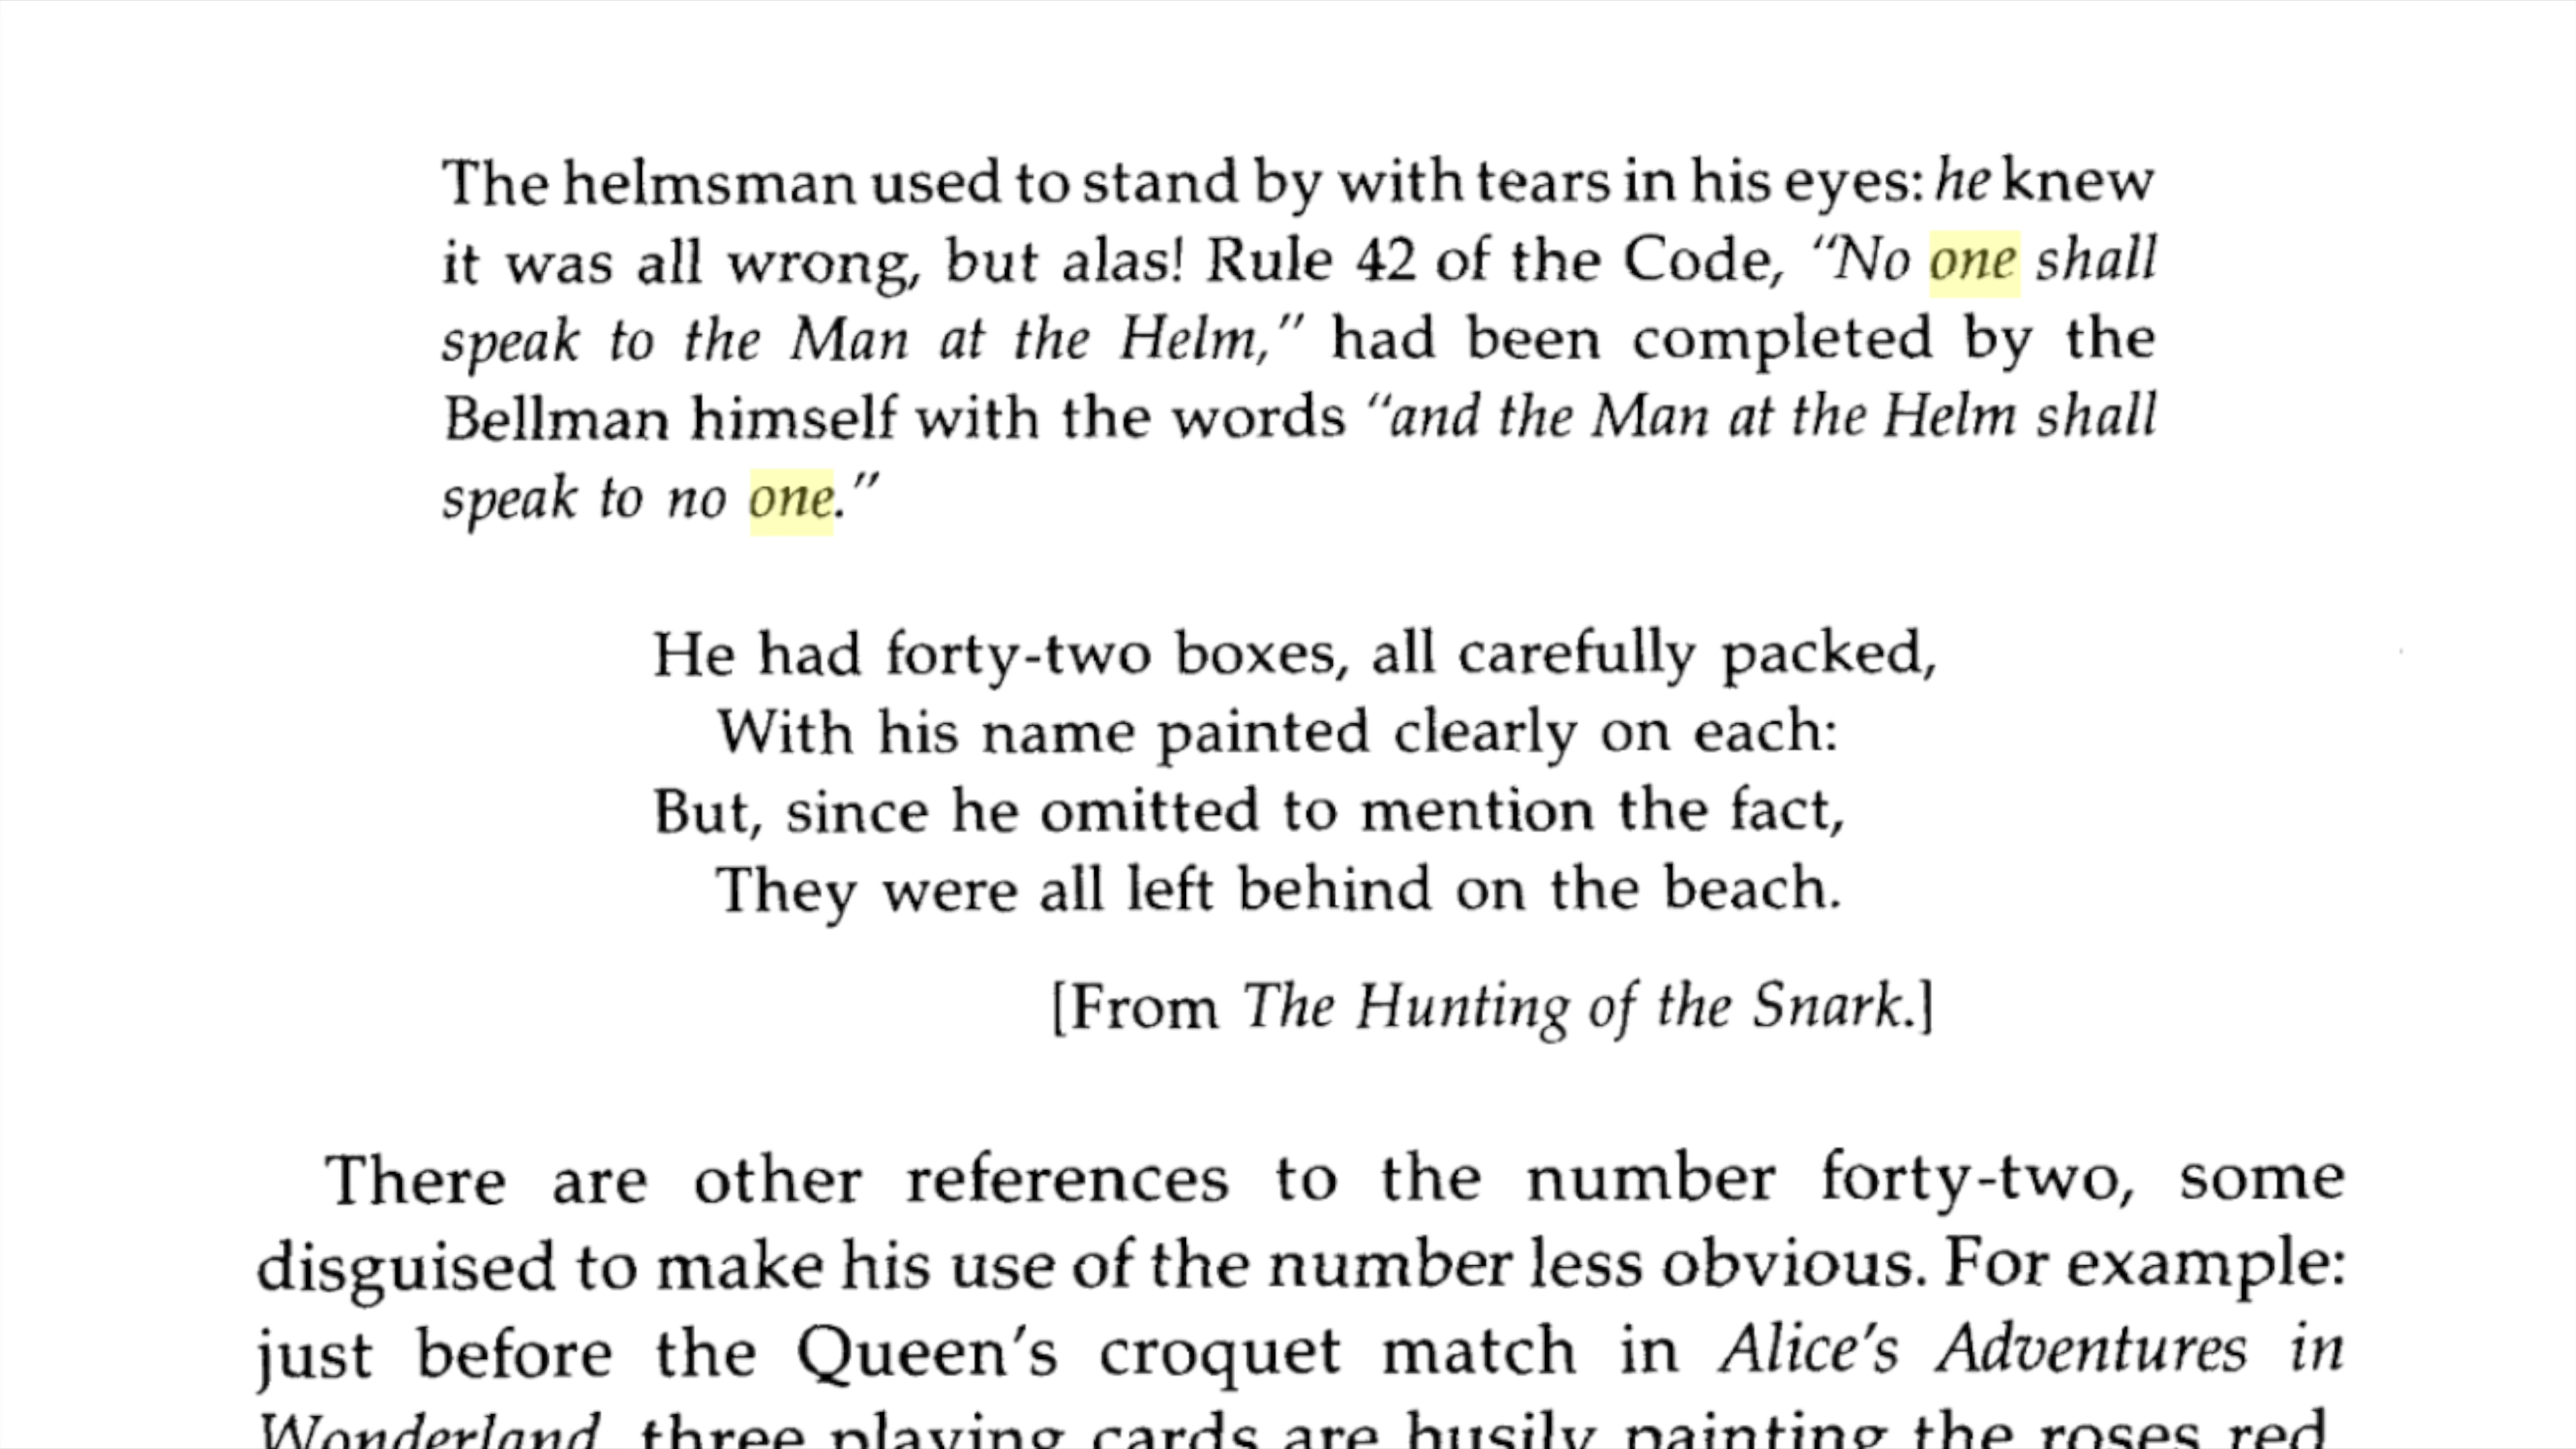 The helmsman used to stand by with tears in his eyes: he knew
it was all wrong, but alas! Rule 42 of the Code, “No one shall
speak to the Man at the Helm,” had been completed by the
Bellman himself with the words “and the Man at the Helm shall
speak to no one.”
He had forty-two boxes, all carefully packed,
With his name painted clearly on each:
But, since he omitted to mention the fact,
They were all left behind on the beach.
[From The Hunting of the Snark.]
There are other references to the number forty-two, some
disguised to make his use of the number less obvious. For example:
just before the Queen’s croquet match in Alice’s Adventures in
Wonderland, three playing cards are busily painting the roses red.